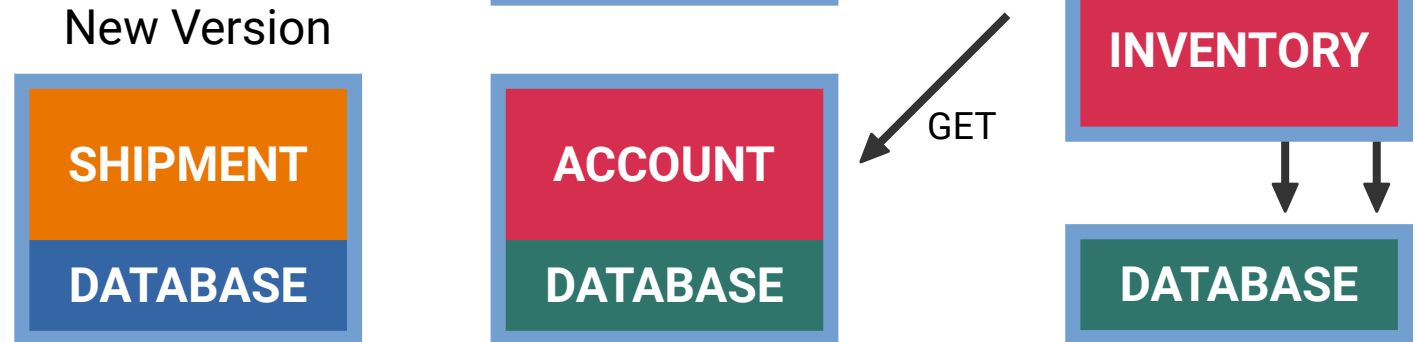 New Version
SHIPMENT
DATABASE
ACCOUNT
DATABASE
GET
INVENTORY
DATABASE